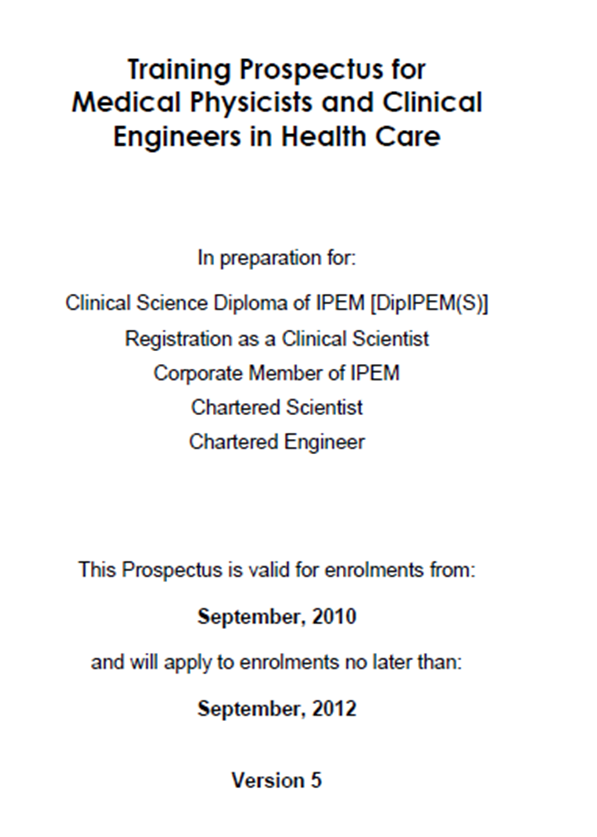 Training Prospectus for
Medical Physicists and Clinical
Engineers in Health Care
In preparation for:
Clinical Science Diploma of IPEM [DipIPEM(S)]
Registration as a Clinical Scientist
Corporate Member of IPEM
Chartered Scientist
Chartered Engineer
This Prospectus is valid for enrolments from:
September, 2010
and will apply to enrolments no later than:
September, 2012
Version 5